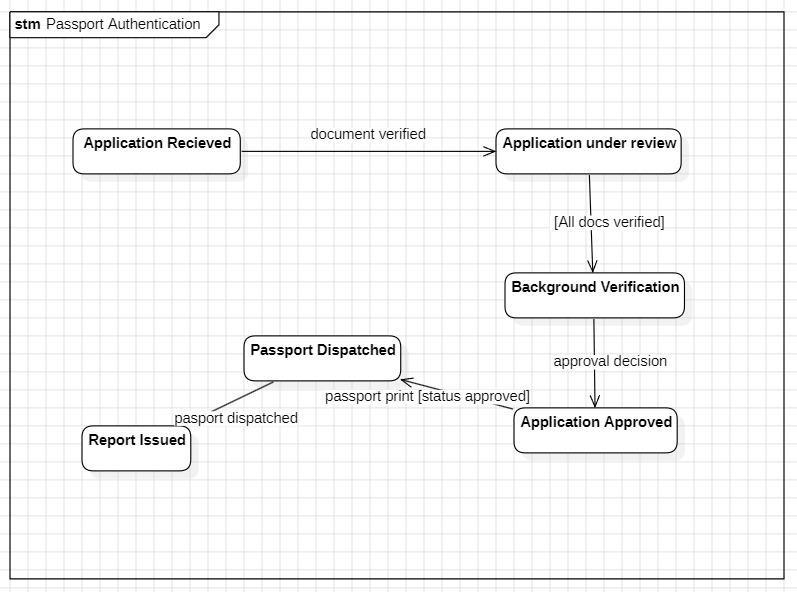 stm Passport Authentication
document verified
Application Recieved
Application under review
[All docs verified]
Background Verification
Passport Dispatched
approval decision
passport print [status approved]
pasport dispatched
Application Approved
Report Issued